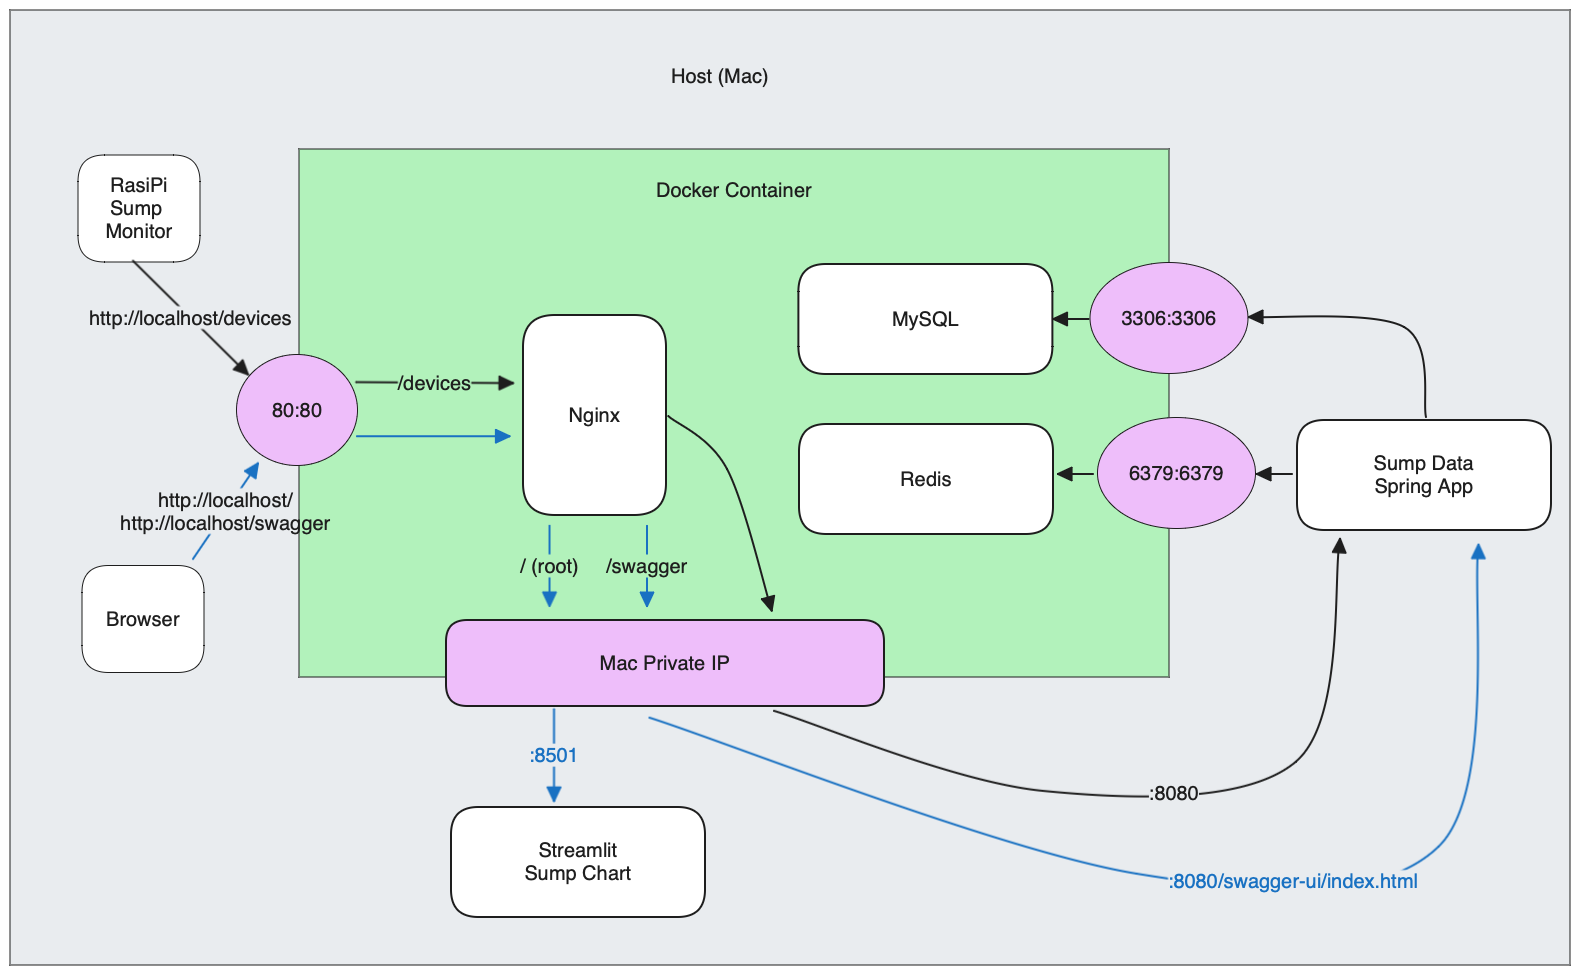 Host (Mac)
Docker Container
RasiPi
Sump
Monitor
http://localhost/devices
80:80
/devices
Nginx
MySQL
3306:3306
Redis
6379:6379
Sump Data
Spring App
http://localhost/
http://localhost/swagger
Browser
/ (root)
/swagger
Mac Private IP
:8501
:8080
Streamlit
Sump Chart
:8080/swagger-ui/index.html